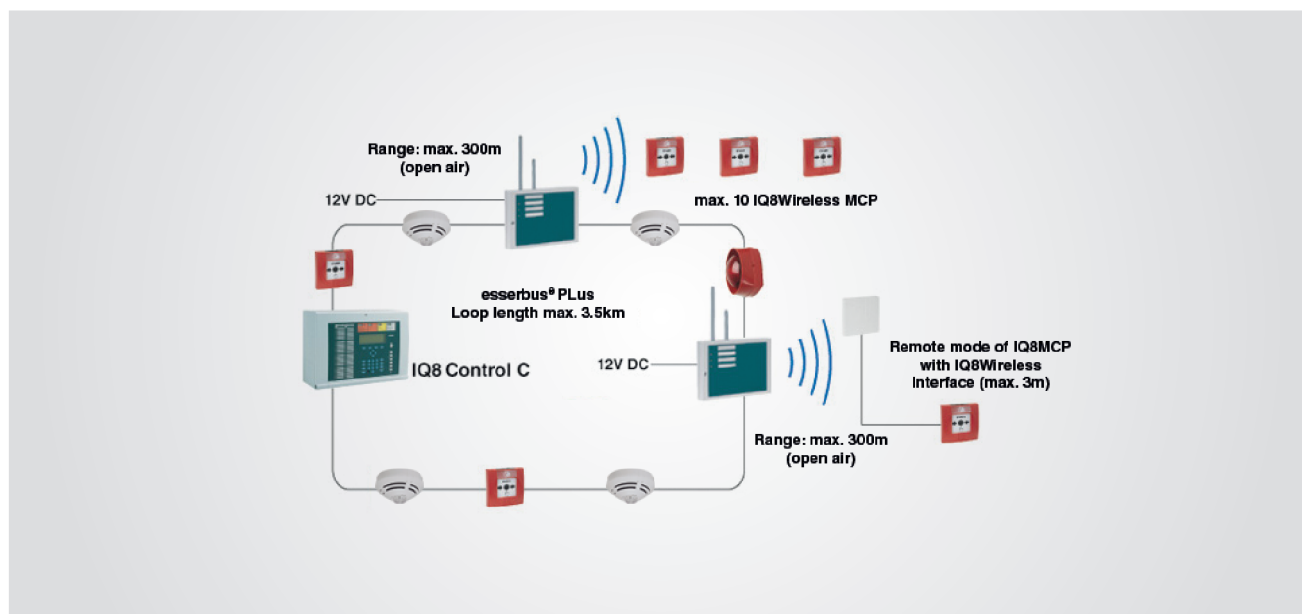 Range: max. 300m
(open air)
12V DC
max. 10 IQ8Wireless MCP
esserbus® PLus
Loop length max. 3.5km
IQ8 Control C
12V DC
Remote mode of IQ8MCP
with IQ8Wireless
Interface (max. 3m)
Range: max. 300m
(open air)